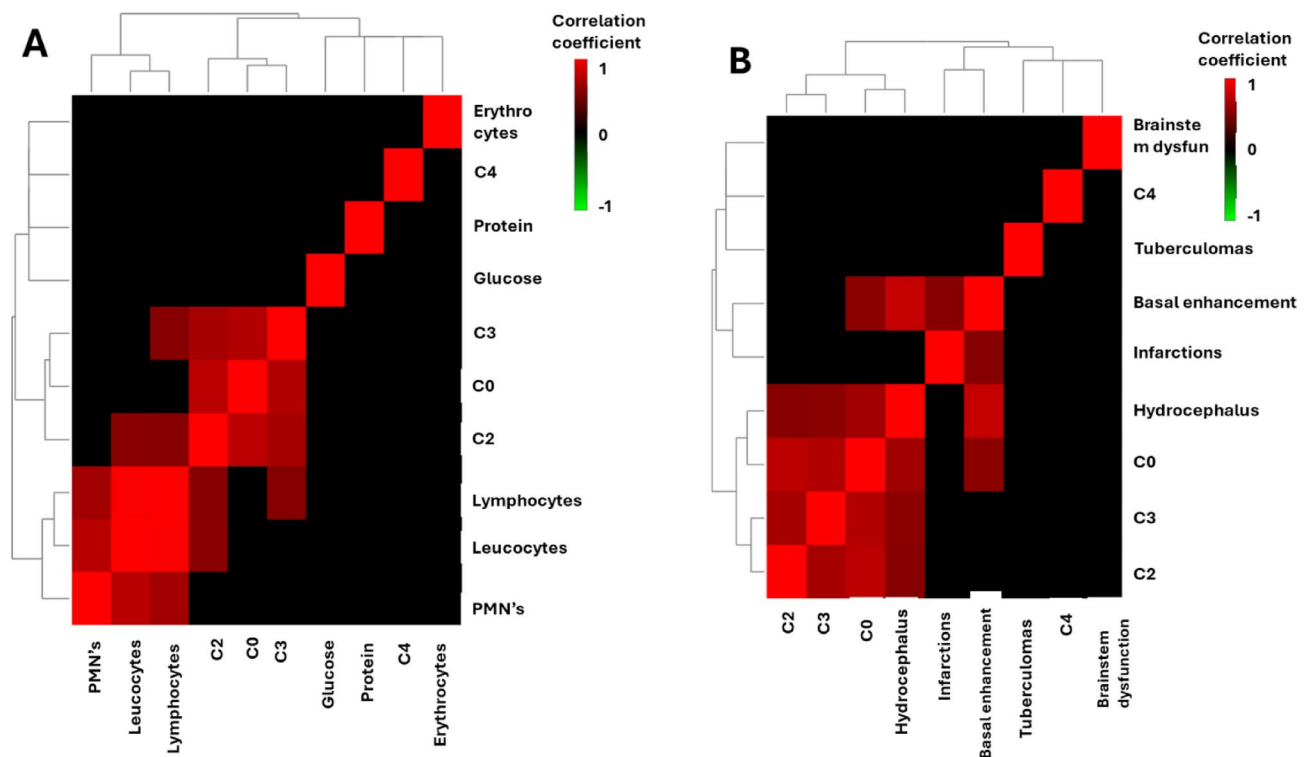 A
Correlation
coefficient
1
0
-1
Erythro
cytes
C4
Protein
Glucose
C3
C0
C2
Lymphocytes
Leucocytes
PMN's
PMN's
Leucocytes
Lymphocytes
C2
C0
C3
Glucose
Protein
C4
Erythrocytes
B
Correlation
coefficient
1
0
-1
Brainste
m dysfun
C4
Tuberculomas
Basal enhancement
Infarctions
Hydrocephalus
C0
C3
C2
C2
C3
C0
Hydrocephalus
Infarctions
Basal enhancement
Tuberculomas
C4
Brainstem
dysfunction